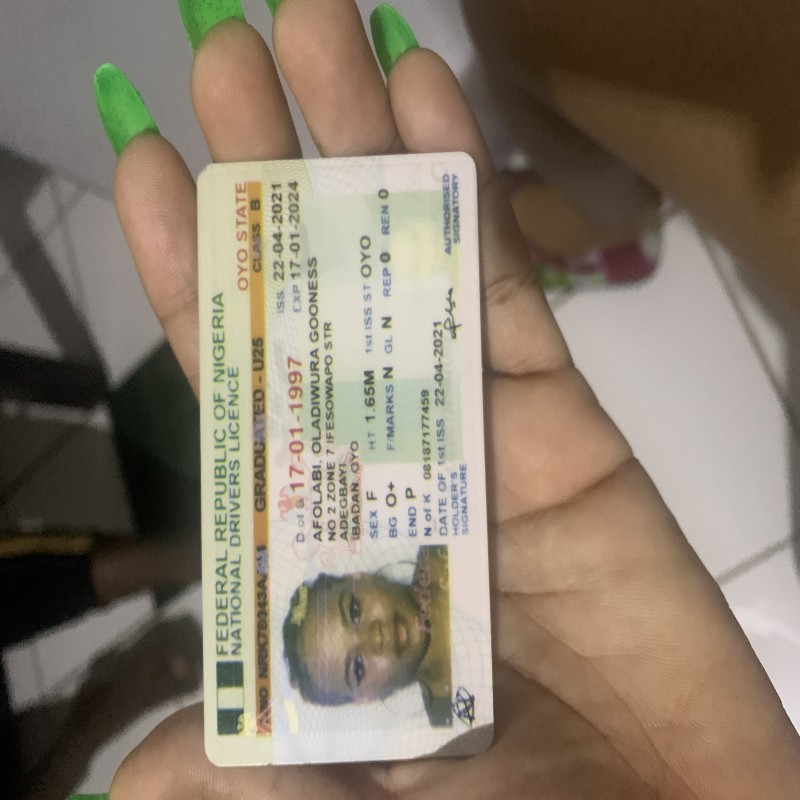 FEDERAL REPUBLIC OF NIGERIA
NATIONAL DRIVERS LICENCE
OYO STATE
GRADUATED - U25 CLASS B
D of B 17-01-1997
ISS 22-04-2021
EXP 17-01-2024
AFOLABI, OLADIWURA GOONESS
NO 2 ZONE 7 IFESOWAPO STR
ADEGBAYI
IBADAN, OYO
SEX F HT 1.65M 1st ISS ST OYO
BG O+ F/MARKS N GL N REP 0 REN 0
END P
N of K 08187177459
DATE OF 1st ISS 22-04-2021
HOLDER'S
SIGNATURE
AUTHORISED
SIGNATORY